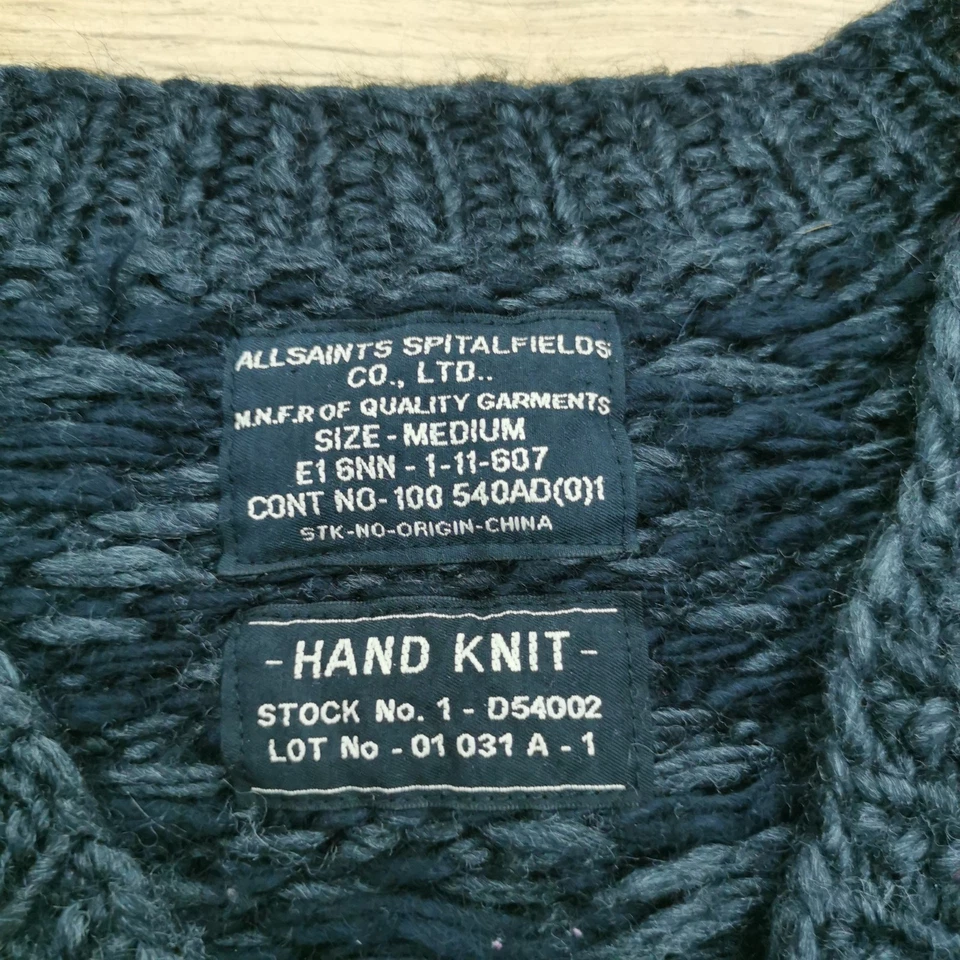 ALLSAINTS SPITALFIELDS
CO., LTD..
M.N.F.R OF QUALITY GARMENTS
SIZE - MEDIUM
E1 6NN - 1-11-607
CONT NO- 100 540AD(0)1
STK-NO-ORIGIN-CHINA
- HAND KNIT -
STOCK No. 1 - D54002
LOT No - 01 031 A - 1